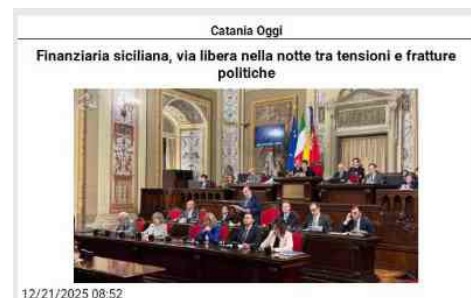 Catania Oggi
Finanziaria siciliana, via libera nella notte tra tensioni e fratture
politiche
12/21/2025 08:52